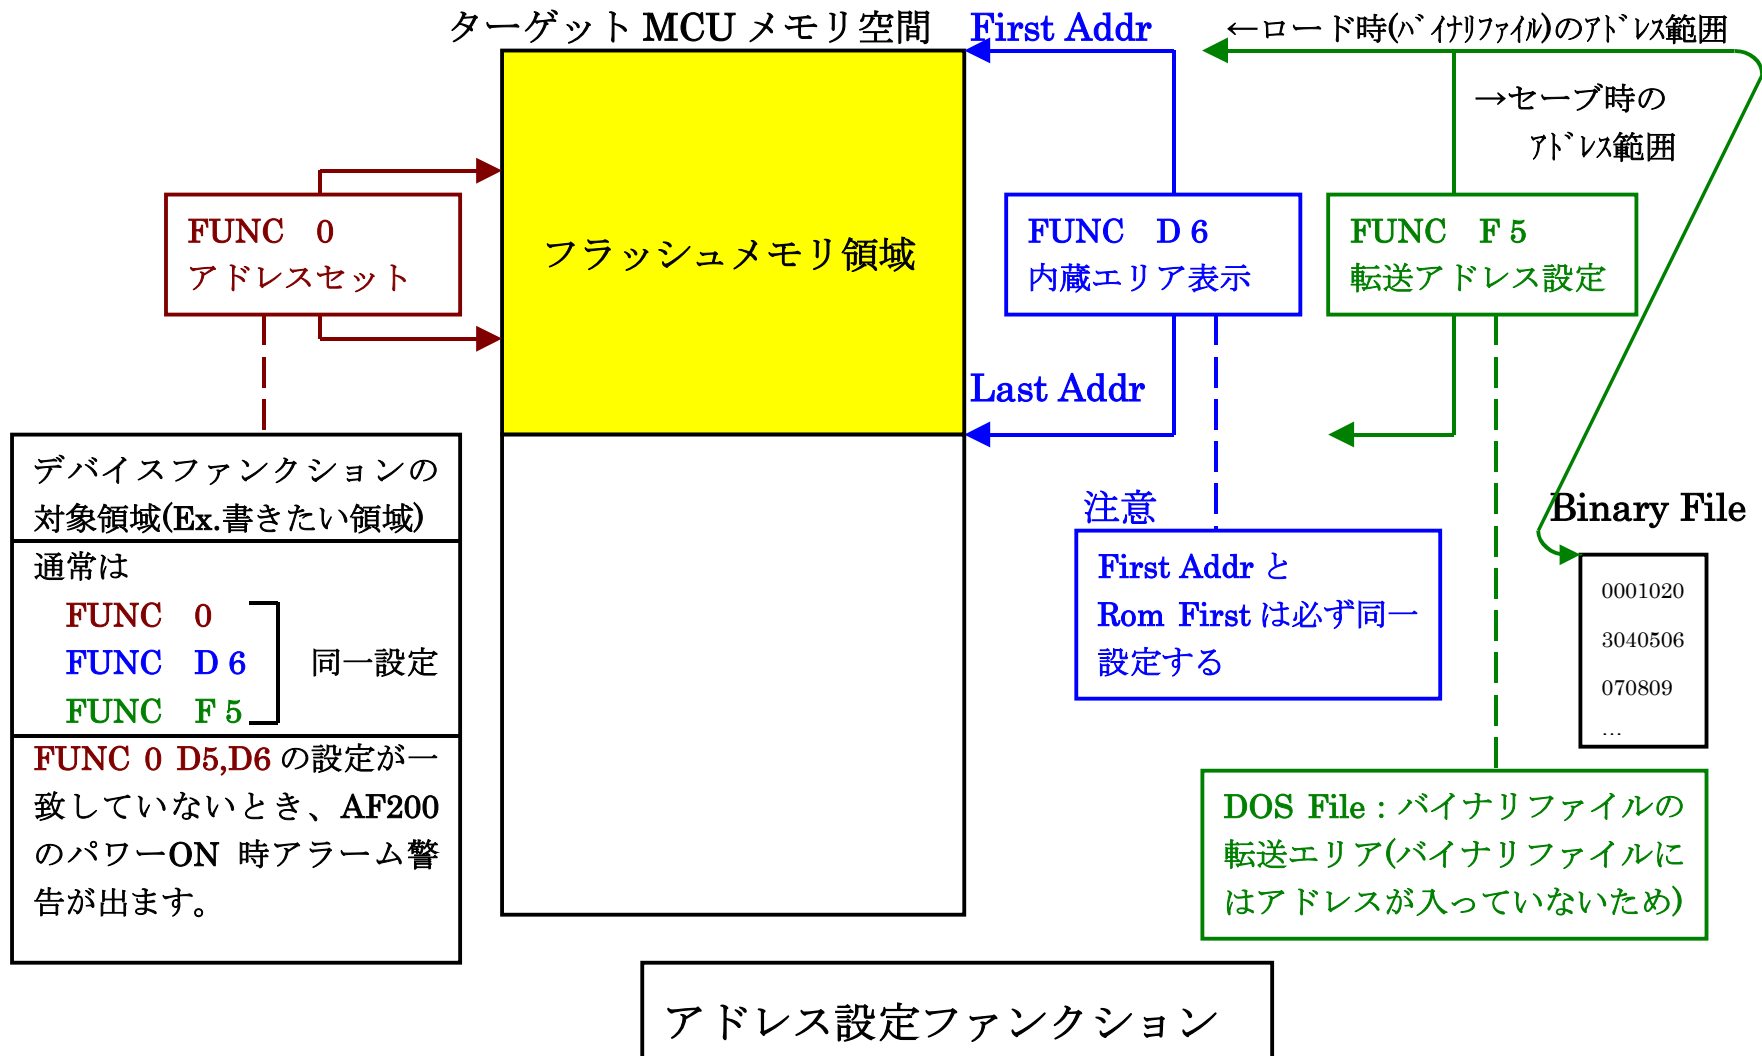 ターゲット MCU メモリ空間
First Addr
←ロード時(ﾊﾞｲﾅﾘﾌｧｲﾙ)のｱﾄﾞﾚｽ範囲
→セーブ時の
ｱﾄﾞﾚｽ範囲
FUNC 0
アドレスセット
フラッシュメモリ領域
FUNC D 6
内蔵エリア表示
FUNC F 5
転送アドレス設定
Last Addr
デバイスファンクションの
対象領域(Ex.書きたい領域)
通常は
FUNC 0
FUNC D 6
同一設定
FUNC F 5
FUNC 0 D5,D6 の設定が一
致していないとき、AF200
のパワーON 時アラーム警
告が出ます。
注意
First Addr と
Rom First は必ず同一
設定する
Binary File
0001020
3040506
070809
…
DOS File : バイナリファイルの
転送エリア(バイナリファイルに
はアドレスが入っていないため)
アドレス設定ファンクション